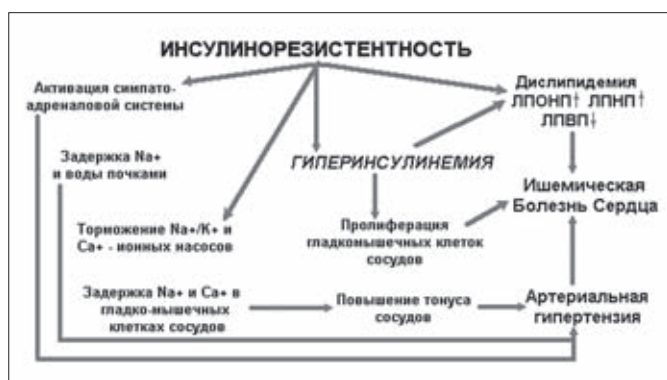 ИНСУЛИНОРЕЗИСТЕНТНОСТЬ
Активация симпато-
адреналовой системы
Дислипидемия
ЛПОНП↑ ЛПНП↑
ЛПВП↓
Задержка Na+
и воды почками
ГИПЕРИНСУЛИНЕМИЯ
Ишемическая
Болезнь Сердца
Торможение Na+/K+ и
Ca+ - ионных насосов
Пролиферация
гладкомышечных клеток
сосудов
Задержка Na+ и Ca+ в
гладко-мышечных
клетках сосудов
Повышение тонуса
сосудов
Артериальная
гипертензия